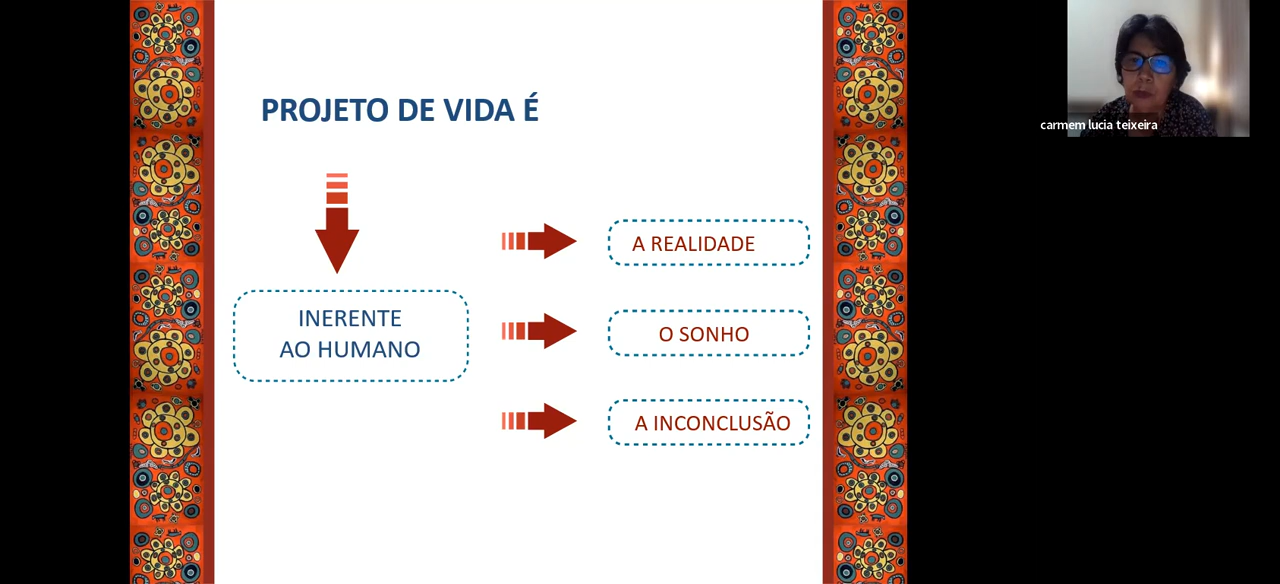 PROJETO DE VIDA É
INERENTE
AO HUMANO
A REALIDADE
O SONHO
A INCONCLUSÃO
carmem lucia teixeira